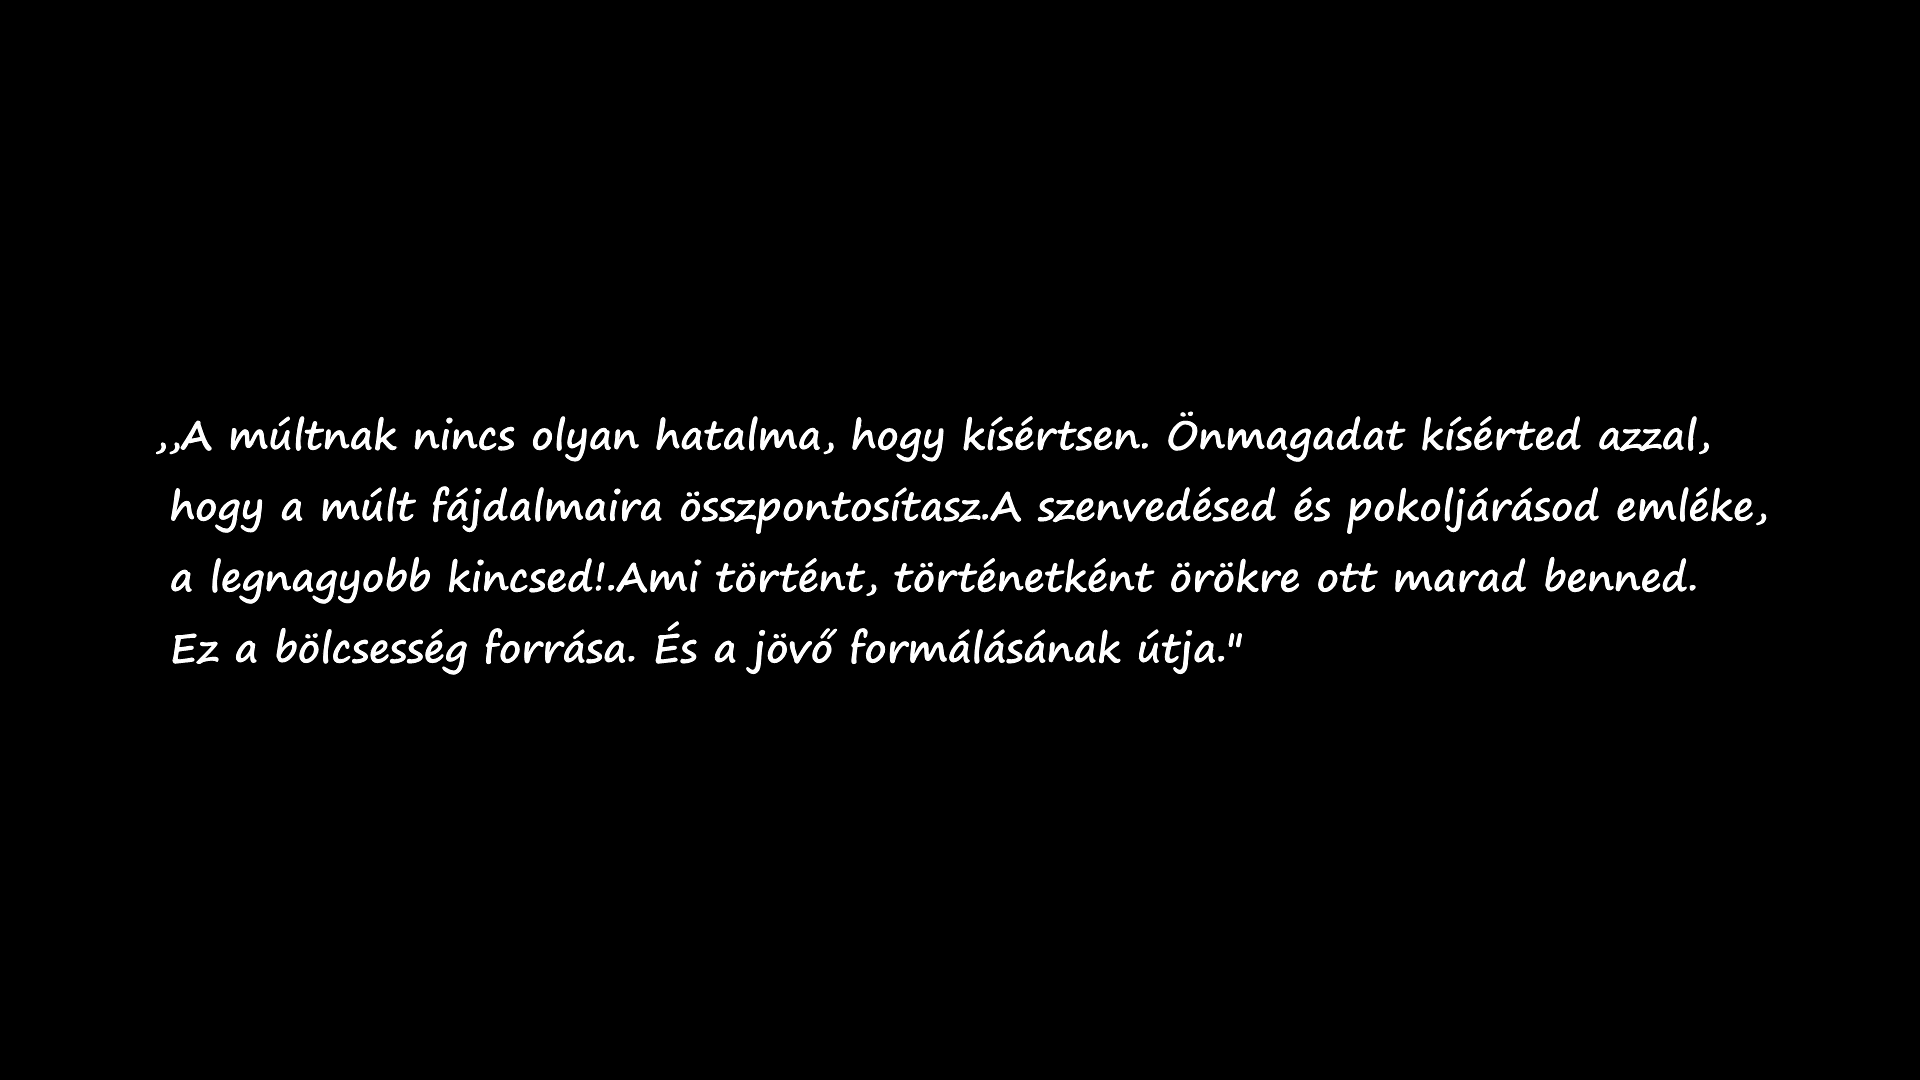 ,,A múltnak nincs olyan hatalma, hogy kísértsen. Önmagadat kísérted azzal,
hogy a múlt fájdalmaira összpontosítasz.A szenvedésed és pokoljárásod emléke,
a legnagyobb kincsed!.Ami történt, történetként örökre ott marad benned.
Ez a bölcsesség forrása. És a jövő formálásának útja."